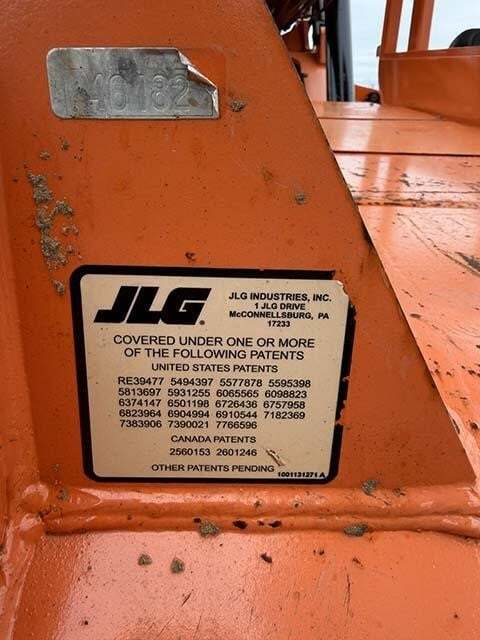 40182
JLG
JLG INDUSTRIES, INC.
1 JLG DRIVE
McCONNELLSBURG, PA
17233
COVERED UNDER ONE OR MORE
OF THE FOLLOWING PATENTS
UNITED STATES PATENTS
RE39477 5494397 5577878 5595398
5813697 5931255 6065565 6098823
6374147 6501198 6726436 6757958
6823964 6904994 6910544 7182369
7383906 7390021 7766596
CANADA PATENTS
2560153 2601246
OTHER PATENTS PENDING
1001131271 A